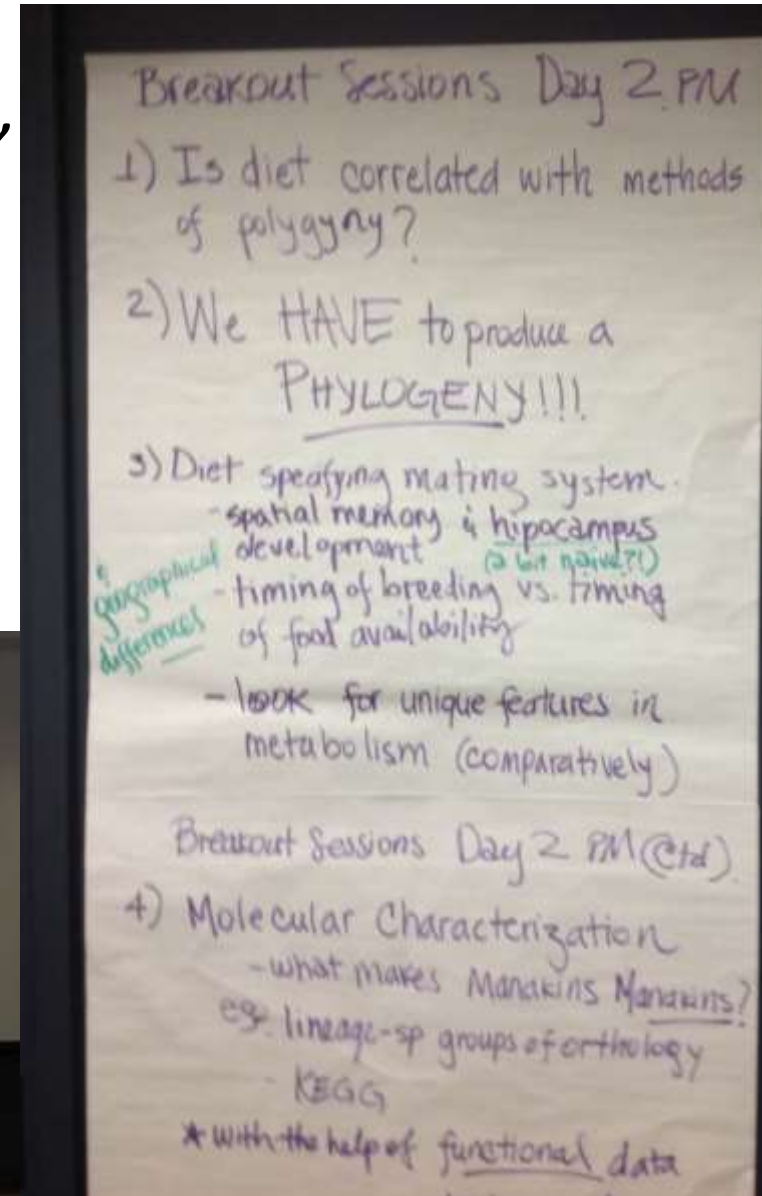 Breakout Sessions Day 2 PM
1) Is diet correlated with methods
of polygyny?
2) We HAVE to produce a
PHYLOGENY!!!
3) Diet specifying mating system.
- spatial memory & hipocampus
development (a bit naive?!)
& geographical differences
- timing of breeding vs. timing
of food availability
- look for unique features in
metabolism (comparatively)
Breakout Sessions Day 2 PM (Ctd).
4) Molecular Characterization
- what makes Manakins Manakins?
eg. lineage-sp groups of orthology
- KEGG
* with the help of functional data